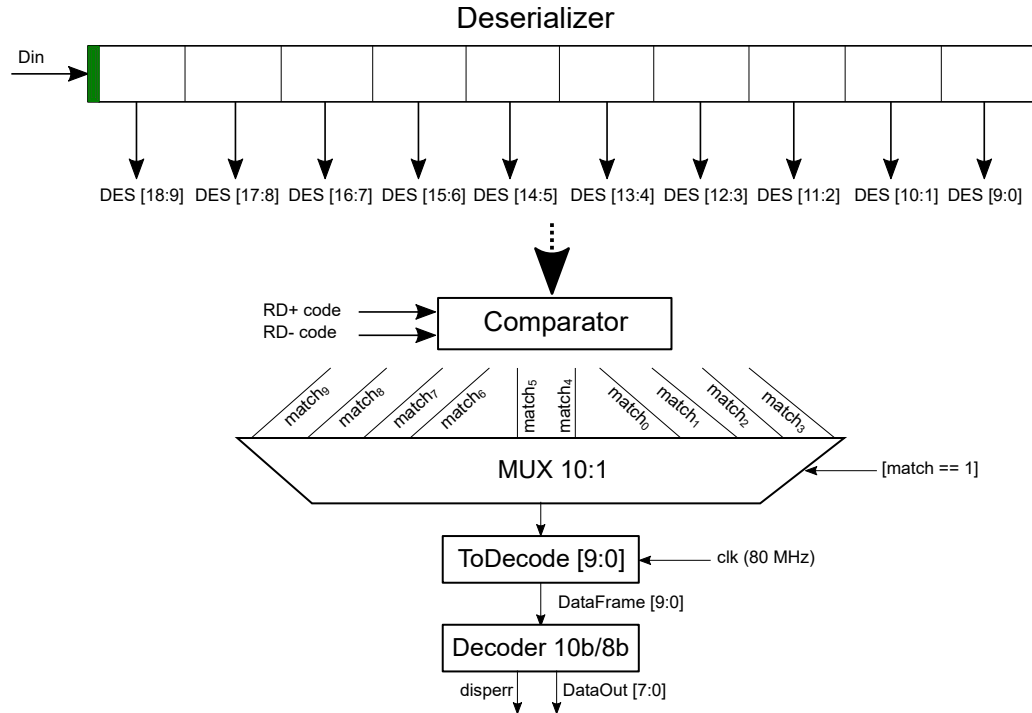 Deserializer
Din
DES [18:9]
DES [17:8]
DES [16:7]
DES [15:6]
DES [14:5]
DES [13:4]
DES [12:3]
DES [11:2]
DES [10:1]
DES [9:0]
RD+ code
RD- code
Comparator
match₉
match₈
match₇
match₆
match₅
match₄
match₀
match₁
match₂
match₃
MUX 10:1
[match == 1]
ToDecode [9:0]
clk (80 MHz)
DataFrame [9:0]
Decoder 10b/8b
disperr
DataOut [7:0]